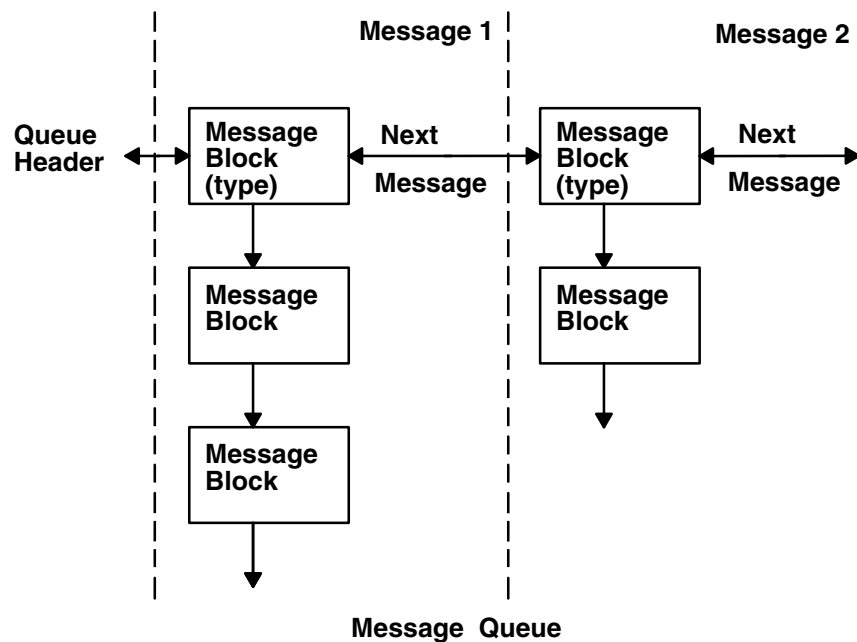 Message 1
Message 2
Queue
Header
Message
Block
(type)
Next
Message
Message
Block
(type)
Next
Message
Message
Block
Message
Block
Message
Block
Message Queue